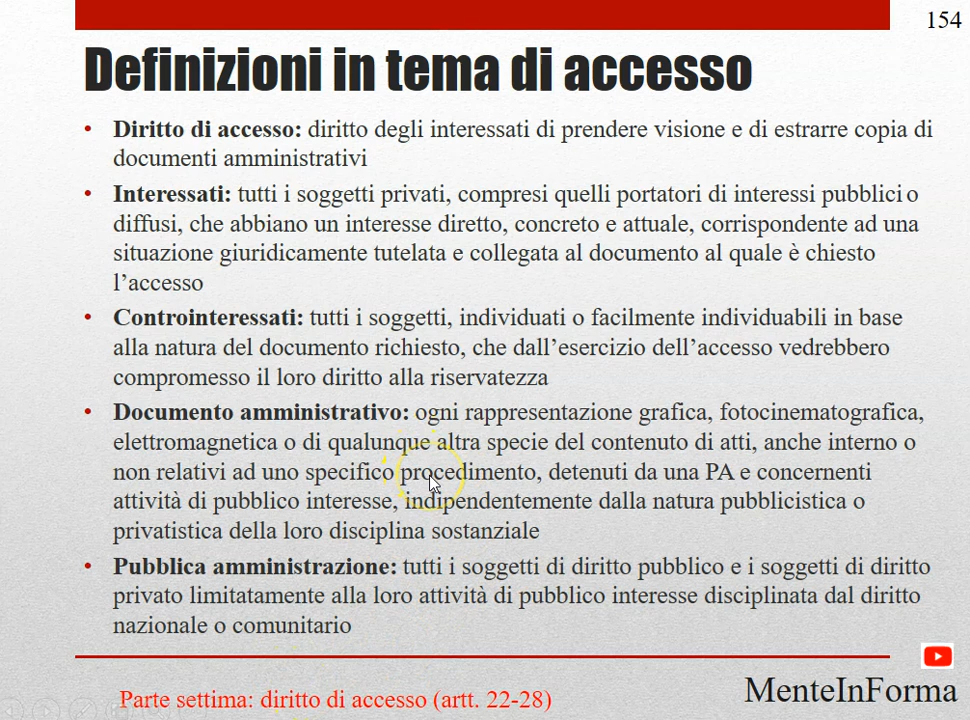 154
Definizioni in tema di accesso
• Diritto di accesso: diritto degli interessati di prendere visione e di estrarre copia di
documenti amministrativi
• Interessati: tutti i soggetti privati, compresi quelli portatori di interessi pubblici o
diffusi, che abbiano un interesse diretto, concreto e attuale, corrispondente ad una
situazione giuridicamente tutelata e collegata al documento al quale è chiesto
l’accesso
• Controinteressati: tutti i soggetti, individuati o facilmente individuabili in base
alla natura del documento richiesto, che dall’esercizio dell’accesso vedrebbero
compromesso il loro diritto alla riservatezza
• Documento amministrativo: ogni rappresentazione grafica, fotocinematografica,
elettromagnetica o di qualunque altra specie del contenuto di atti, anche interno o
non relativi ad uno specifico procedimento, detenuti da una PA e concernenti
attività di pubblico interesse, indipendentemente dalla natura pubblicistica o
privatistica della loro disciplina sostanziale
• Pubblica amministrazione: tutti i soggetti di diritto pubblico e i soggetti di diritto
privato limitatamente alla loro attività di pubblico interesse disciplinata dal diritto
nazionale o comunitario
Parte settima: diritto di accesso (artt. 22-28)
MenteInForma